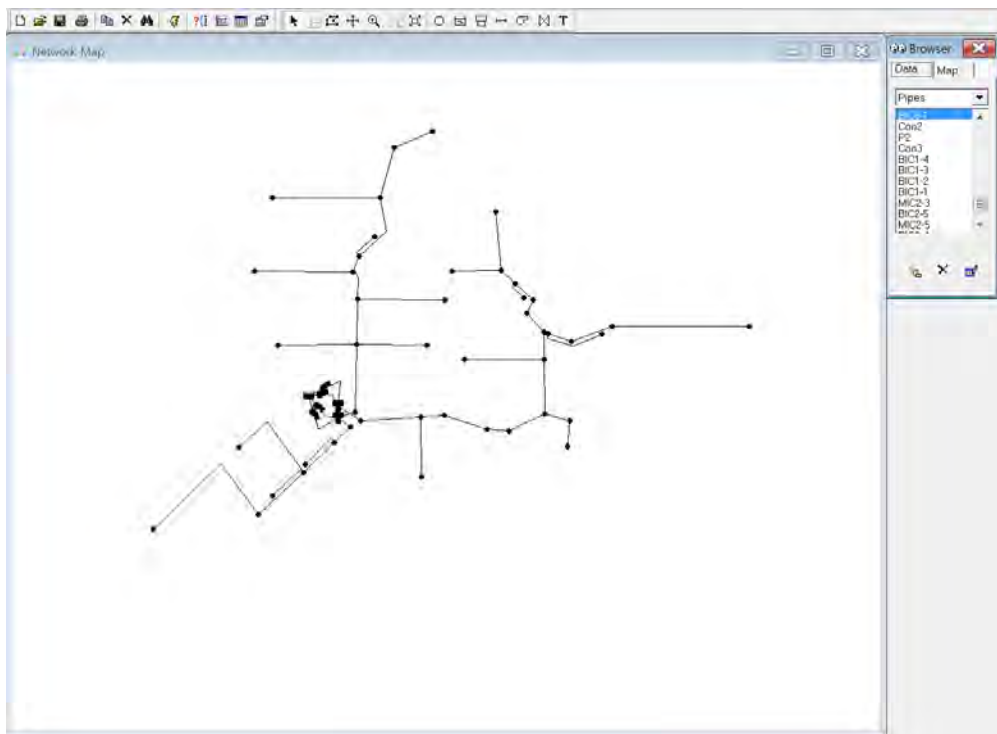 T
Network Map
Browser
Data Map
Pipes
Con2
P2
Con3
BIC1-4
BIC1-3
BIC1-2
BIC1-1
MIC2-3
BIC2-5
MIC2-5